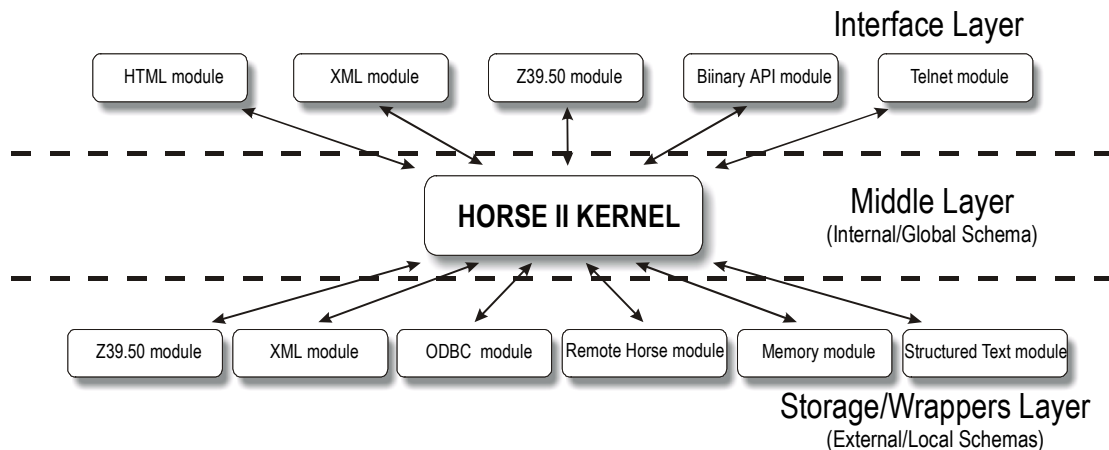 Interface Layer
HTML module
XML module
Z39.50 module
Biinary API module
Telnet module
HORSE II KERNEL
Middle Layer
(Internal/Global Schema)
Z39.50 module
XML module
ODBC module
Remote Horse module
Memory module
Structured Text module
Storage/Wrappers Layer
(External/Local Schemas)